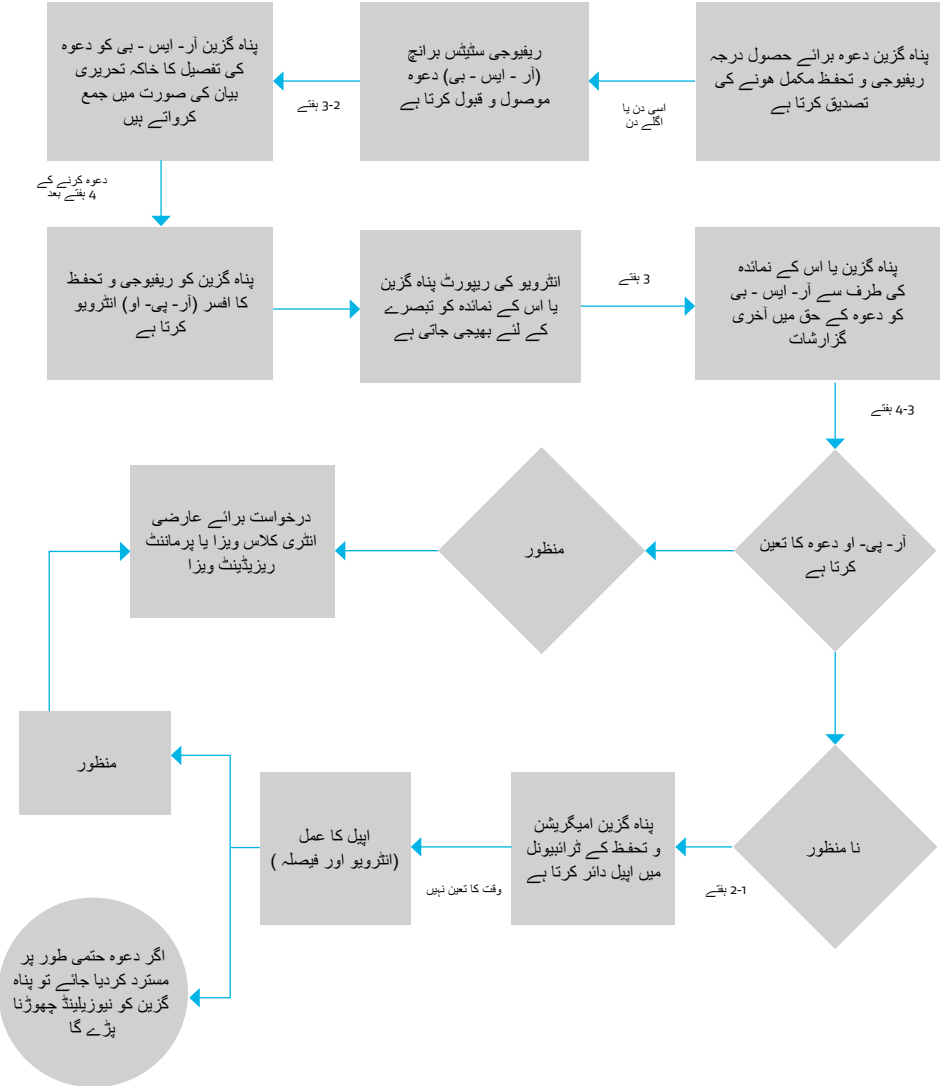 پناہ گزین دعوہ برائے حصول درجہ
ریفیوجی و تحفظ مکمل ھونے کی
تصدیق کرتا ہے
اسی دن یا
اگلے دن
ریفیوجی سٹیٹس برانچ
(آر - ایس - بی) دعوہ
موصول و قبول کرتا ہے
3-2 ہفتے
پناہ گزین آر- ایس - بی کو دعوہ
کی تفصیل کا خاکہ تحریری
بیان کی صورت میں جمع
کرواتے ہیں
دعوہ کرنے کے
4 ہفتے بعد
پناہ گزین کو ریفیوجی و تحفظ
کا افسر (آر- پی- او) انٹرویو
کرتا ہے
انٹرویو کی ریپورٹ پناہ گزین
یا اس کے نمائدہ کو تبصرے
کے لئے بھیجی جاتی ہے
3 ہفتے
پناہ گزین یا اس کے نمائدہ
کی طرف سے آر- ایس - بی
کو دعوہ کے حق میں آخری
گزارشات
4-3 ہفتے
آر- پی- او دعوہ کا تعین
کرتا ہے
منظور
درخواست برائے عارضی
انٹری کلاس ویزا یا پرماننٹ
ریزیڈینٹ ویزا
نا منظور
2-1 ہفتے
پناہ گزین امیگریشن
و تحفظ کے ٹرائبیونل
میں اپیل دائر کرتا ہے
وقت کا تعین نہیں
اپیل کا عمل
(انٹرویو اور فیصلہ )
منظور
اگر دعوہ حتمی طور پر
مسترد کردیا جائے تو پناہ
گزین کو نیوزیلینڈ چھوڑنا
پڑے گا